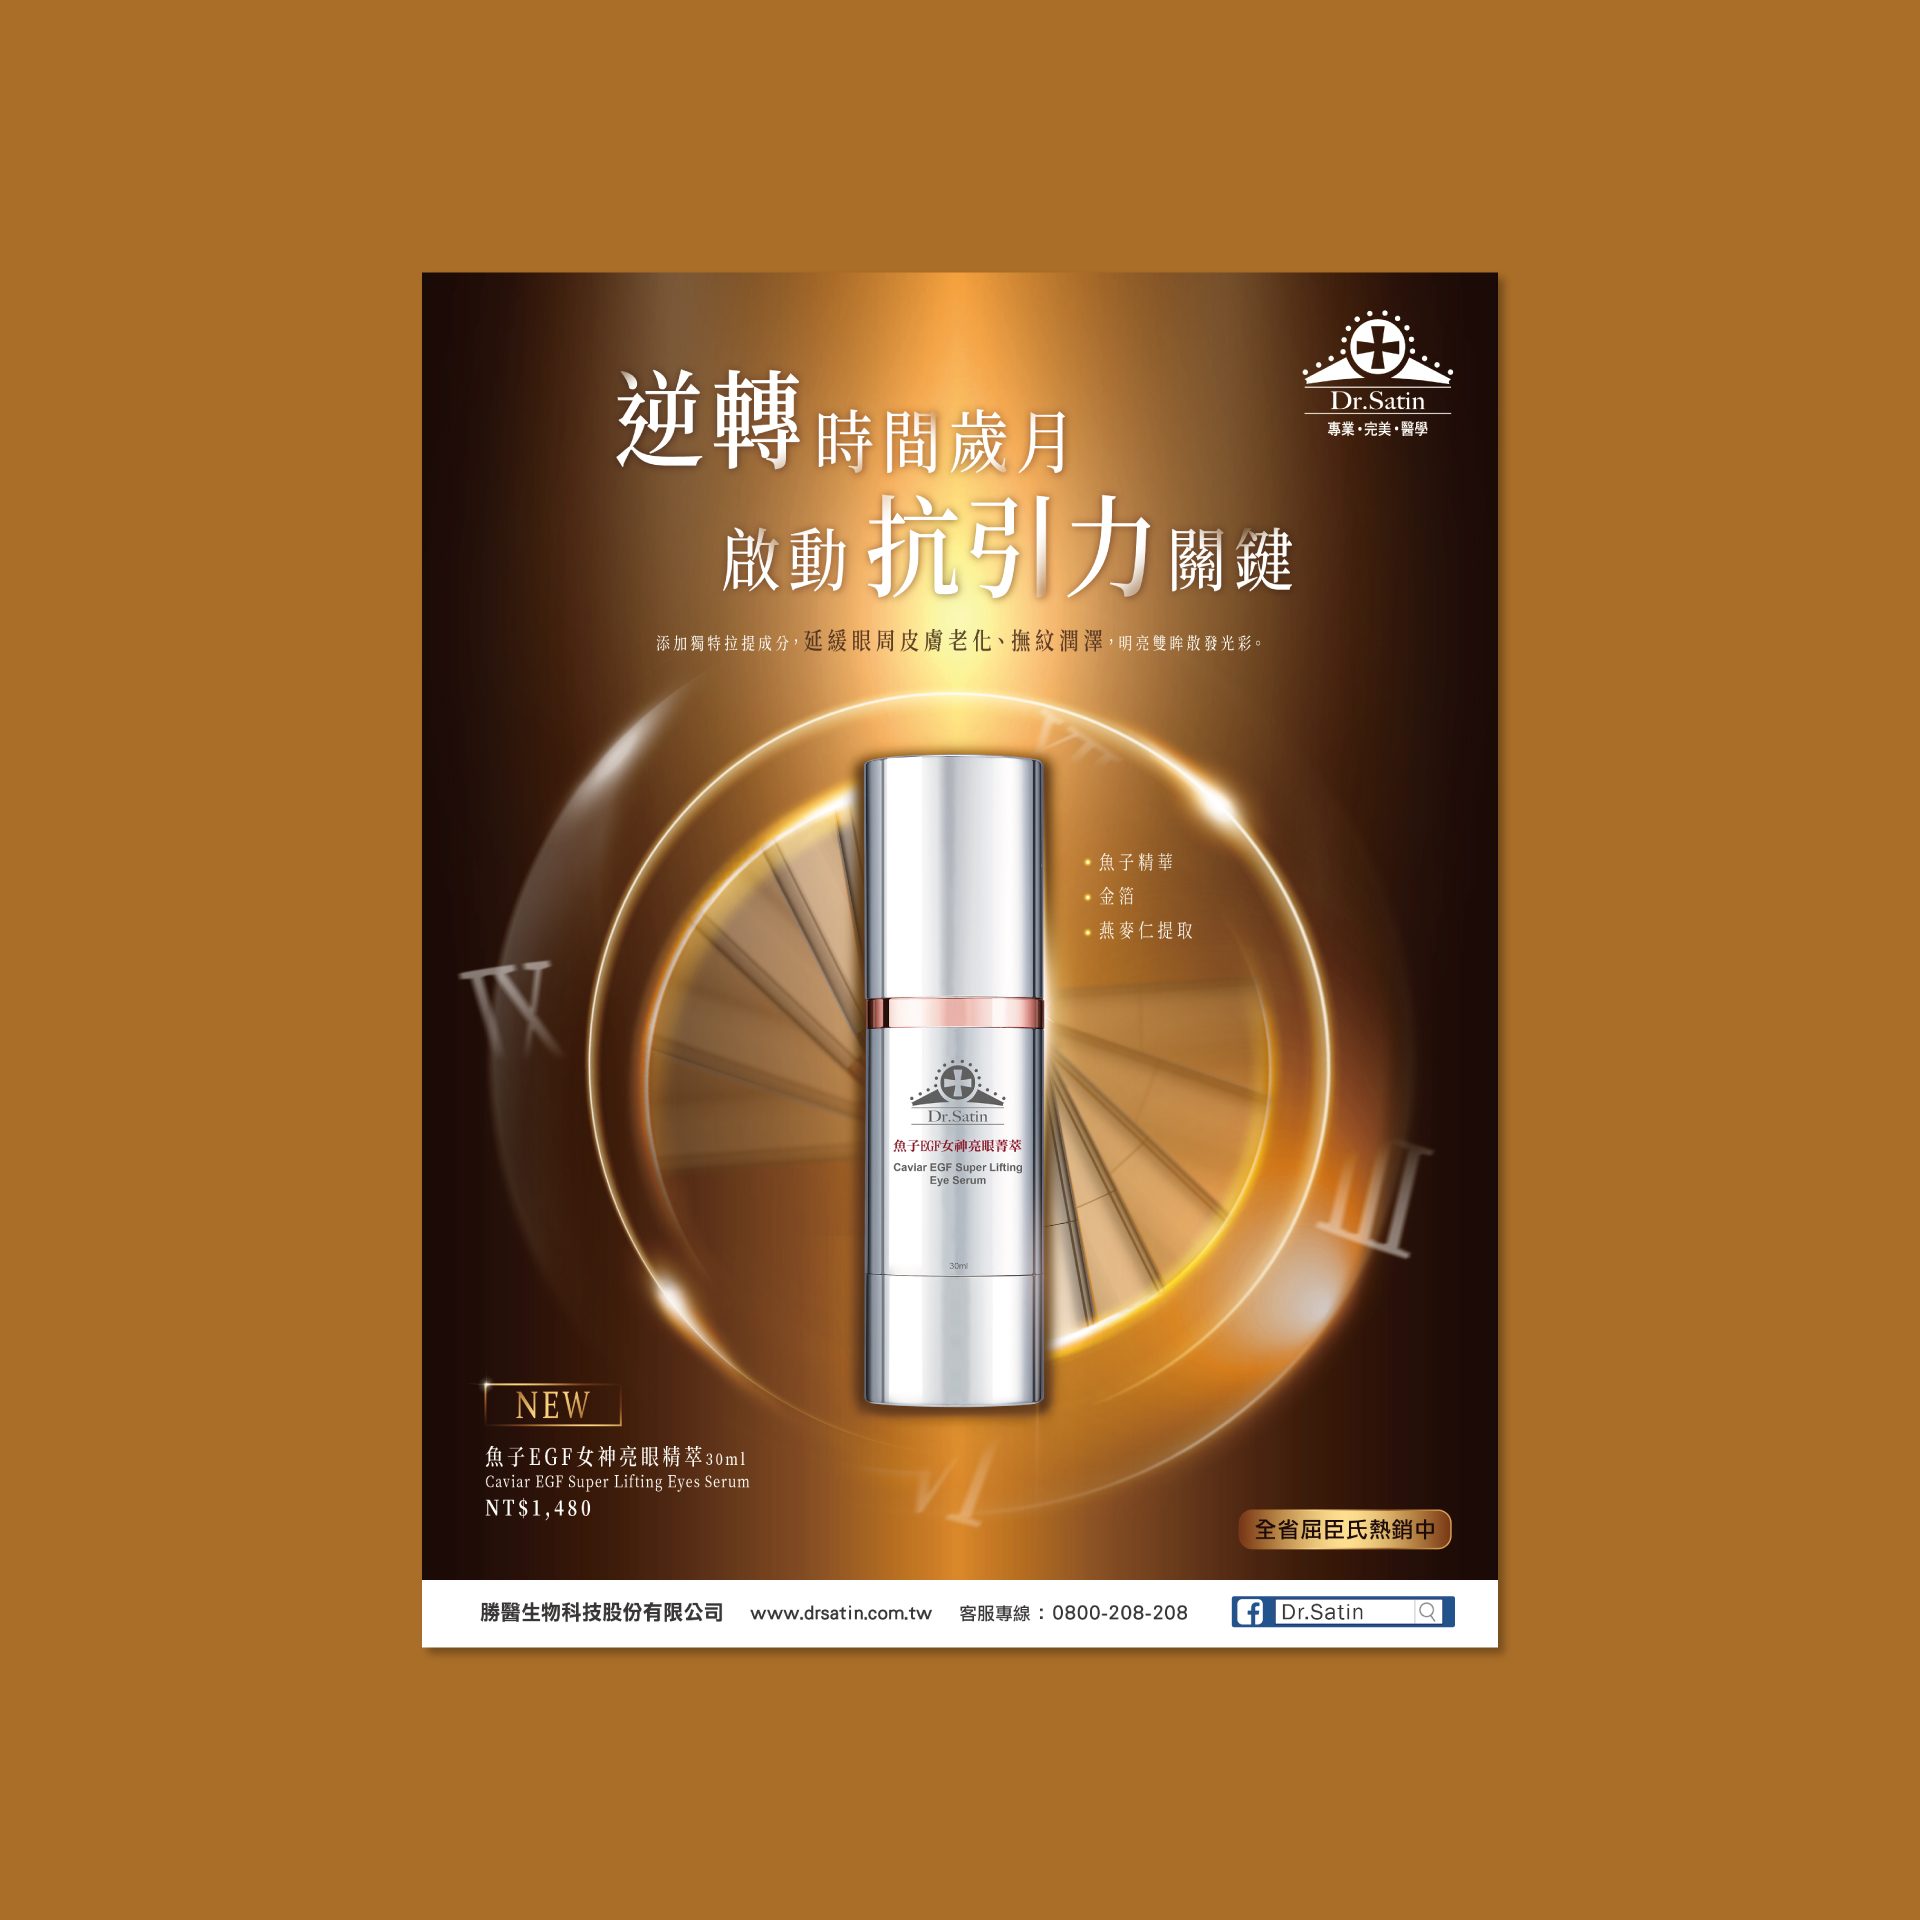 Dr.Satin
專業•完美•醫學
逆轉時間歲月
啟動抗引力關鍵
添加獨特拉提成分,延緩眼周皮膚老化、撫紋潤澤,明亮雙眸散發光彩。
VII
• 魚子精華
• 金箔
• 燕麥仁提取
IX
III
VI
Dr.Satin
魚子EGF女神亮眼菁萃
Caviar EGF Super Lifting
Eye Serum
30ml
NEW
魚子EGF女神亮眼精萃30ml
Caviar EGF Super Lifting Eyes Serum
NT$1,480
全省屈臣氏熱銷中
勝醫生物科技股份有限公司 www.drsatin.com.tw 客服專線：0800-208-208 f Dr.Satin